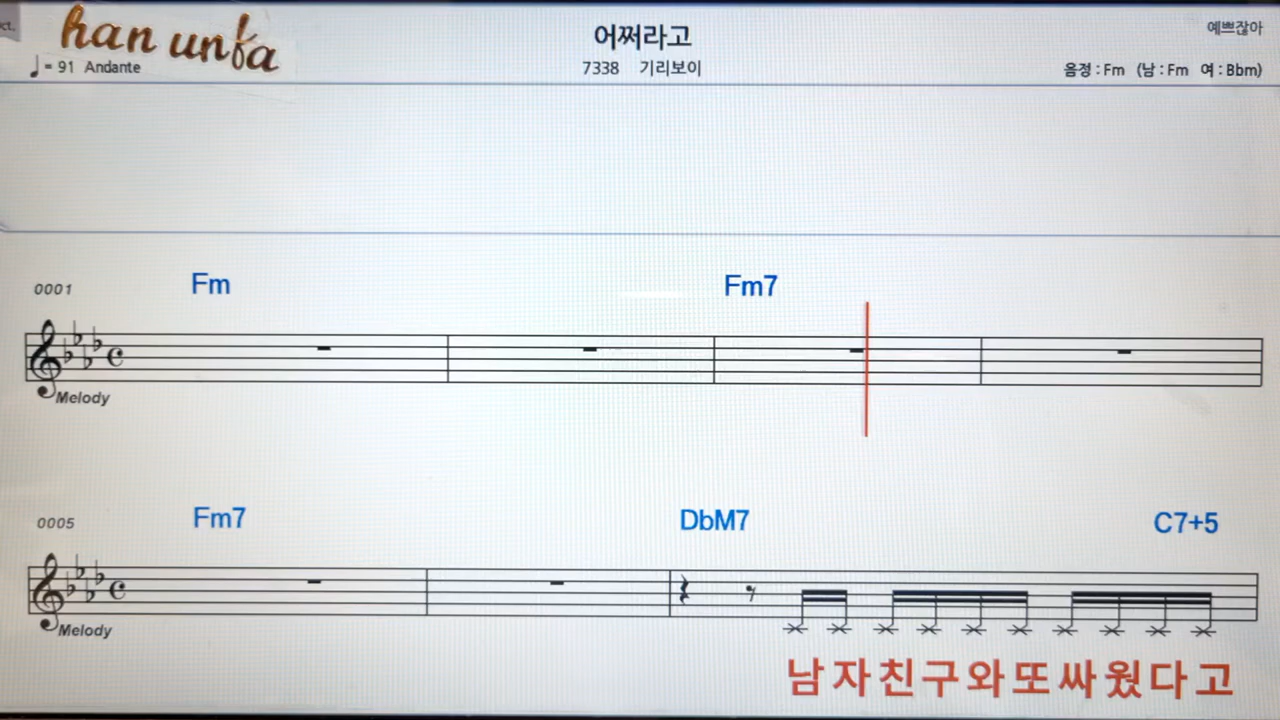 ct.
han unfa
어쩌라고
예쁘잖아
♩= 91 Andante
7338 기리보이
음정 : Fm (남 : Fm 여 : Bbm)
0001
Fm Fm7
Melody
0005
Fm7 DbM7 C7+5
Melody
남자친구와또싸웠다고